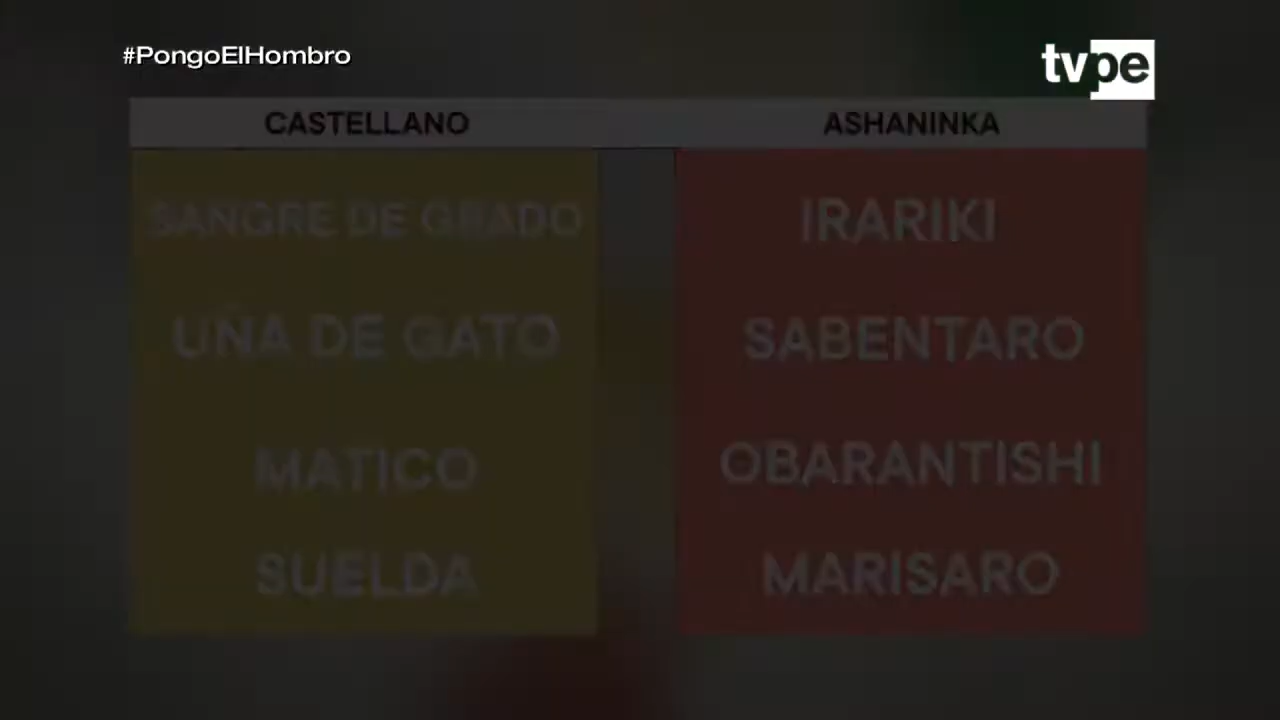 #PongoElHombro
tvpe
CASTELLANO ASHANINKA
SANGRE DE GRADO IRARIKI
UÑA DE GATO SABENTARO
MATICO OBARANTISHI
SUELDA MARISARO